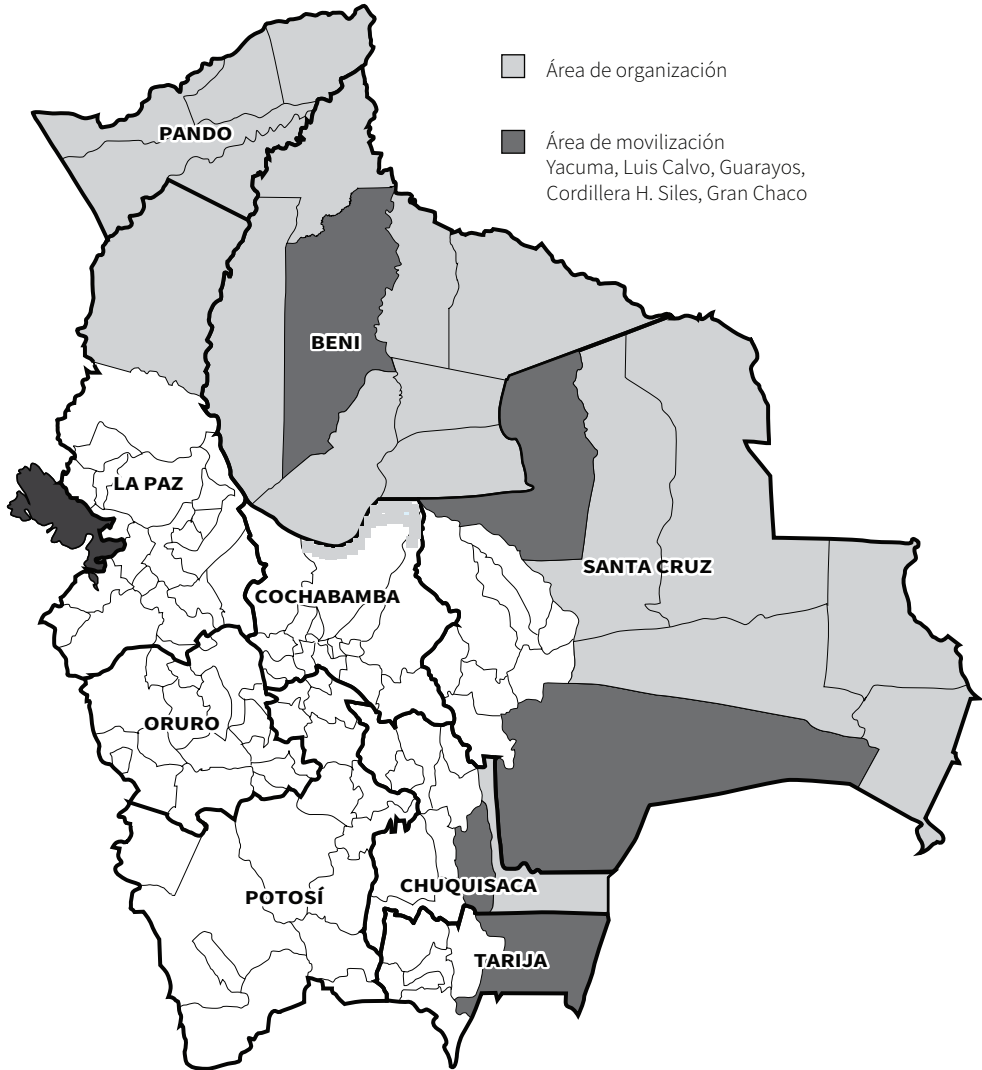 Área de organización
Área de movilización
Yacuma, Luis Calvo, Guarayos,
Cordillera H. Siles, Gran Chaco
PANDO
BENI
LA PAZ
SANTA CRUZ
COCHABAMBA
ORURO
CHUQUISACA
POTOSÍ
TARIJA